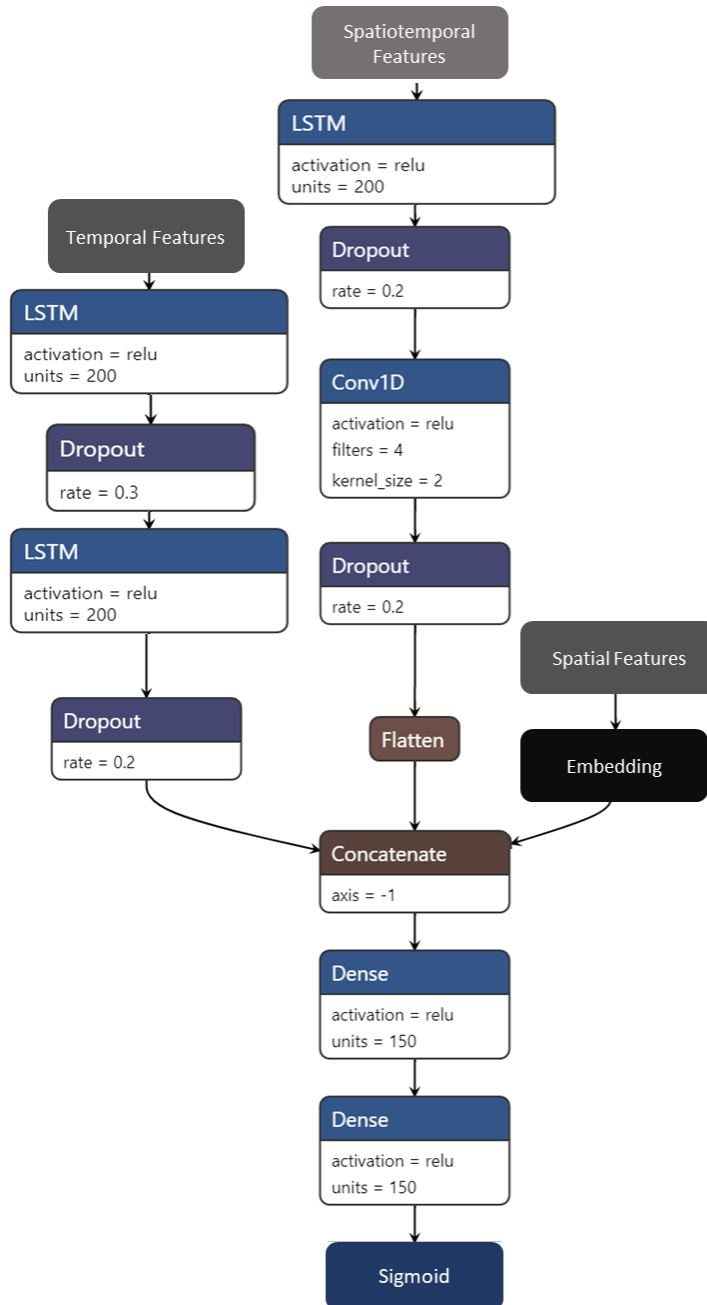 Spatiotemporal
Features
LSTM
activation = relu
units = 200
Temporal Features
Dropout
rate = 0.2
LSTM
activation = relu
units = 200
Conv1D
activation = relu
filters = 4
kernel_size = 2
Dropout
rate = 0.3
LSTM
activation = relu
units = 200
Dropout
rate = 0.2
Spatial Features
Dropout
rate = 0.2
Flatten
Embedding
Concatenate
axis = -1
Dense
activation = relu
units = 150
Dense
activation = relu
units = 150
Sigmoid